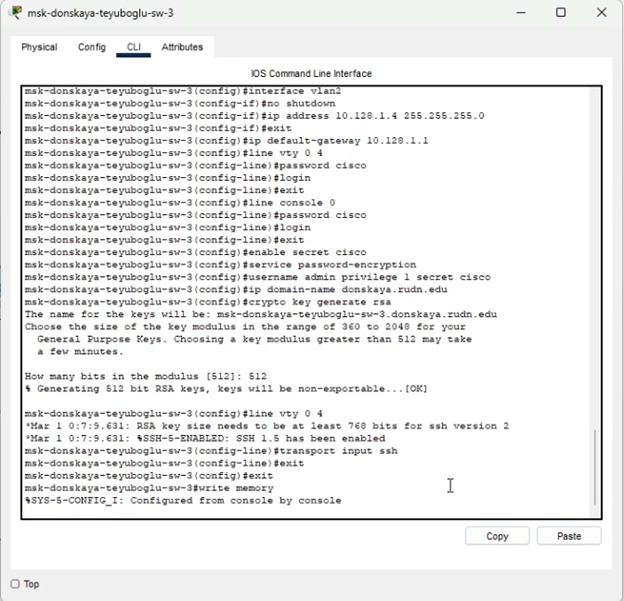 msk-donskaya-teyuboglu-sw-3
Physical Config CLI Attributes
IOS Command Line Interface
msk-donskaya-teyuboglu-sw-3(config)#interface vlan2
msk-donskaya-teyuboglu-sw-3(config-if)#no shutdown
msk-donskaya-teyuboglu-sw-3(config-if)#ip address 10.128.1.4 255.255.255.0
msk-donskaya-teyuboglu-sw-3(config-if)#exit
msk-donskaya-teyuboglu-sw-3(config)#ip default-gateway 10.128.1.1
msk-donskaya-teyuboglu-sw-3(config)#line vty 0 4
msk-donskaya-teyuboglu-sw-3(config-line)#password cisco
msk-donskaya-teyuboglu-sw-3(config-line)#login
msk-donskaya-teyuboglu-sw-3(config-line)#exit
msk-donskaya-teyuboglu-sw-3(config)#line console 0
msk-donskaya-teyuboglu-sw-3(config-line)#password cisco
msk-donskaya-teyuboglu-sw-3(config-line)#login
msk-donskaya-teyuboglu-sw-3(config-line)#exit
msk-donskaya-teyuboglu-sw-3(config)#enable secret cisco
msk-donskaya-teyuboglu-sw-3(config)#service password-encryption
msk-donskaya-teyuboglu-sw-3(config)#username admin privilege 1 secret cisco
msk-donskaya-teyuboglu-sw-3(config)#ip domain-name donskaya.rudn.edu
msk-donskaya-teyuboglu-sw-3(config)#crypto key generate rsa
The name for the keys will be: msk-donskaya-teyuboglu-sw-3.donskaya.rudn.edu
Choose the size of the key modulus in the range of 360 to 2048 for your
General Purpose Keys. Choosing a key modulus greater than 512 may take
a few minutes.
How many bits in the modulus [512]: 512
% Generating 512 bit RSA keys, keys will be non-exportable...[OK]
msk-donskaya-teyuboglu-sw-3(config)#line vty 0 4
*Mar 1 0:7:9.631: RSA key size needs to be at least 768 bits for ssh version 2
*Mar 1 0:7:9.631: %SSH-5-ENABLED: SSH 1.5 has been enabled
msk-donskaya-teyuboglu-sw-3(config-line)#transport input ssh
msk-donskaya-teyuboglu-sw-3(config-line)#exit
msk-donskaya-teyuboglu-sw-3(config)#exit
msk-donskaya-teyuboglu-sw-3#write memory
%SYS-5-CONFIG_I: Configured from console by console
Copy Paste
Top